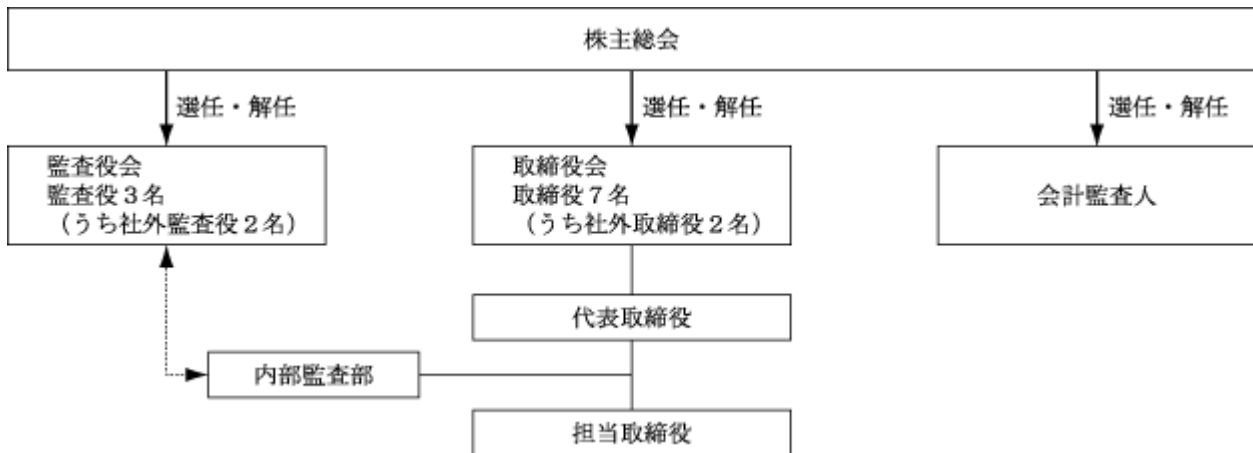 株主総会
選任・解任
選任・解任
選任・解任
監査役会
監査役3名
(うち社外監査役2名)
取締役会
取締役7名
(うち社外取締役2名)
会計監査人
代表取締役
内部監査部
担当取締役